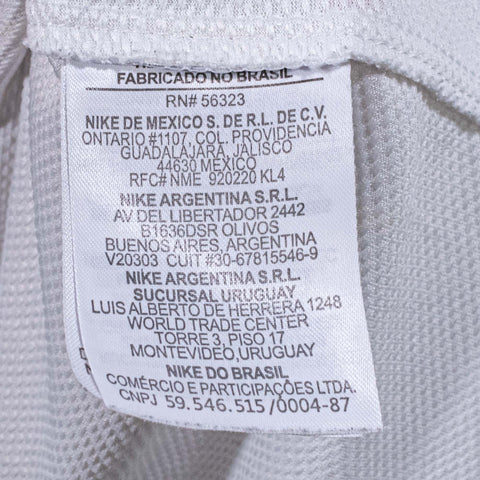 FABRICADO NO BRASIL
RN# 56323
NIKE DE MEXICO S. DE R.L. DE C.V.
ONTARIO #1107, COL. PROVIDENCIA
GUADALAJARA, JALISCO
44630 MEXICO
RFC# NME 920220 KL4
NIKE ARGENTINA S.R.L.
AV DEL LIBERTADOR 2442
B1636DSR OLIVOS
BUENOS AIRES, ARGENTINA
V20303 CUIT #30-67815546-9
NIKE ARGENTINA S.R.L.
SUCURSAL URUGUAY
LUIS ALBERTO DE HERRERA 1248
WORLD TRADE CENTER
TORRE 3, PISO 17
MONTEVIDEO,URUGUAY
NIKE DO BRASIL
COMÉRCIO E PARTICIPAÇÕES LTDA.
CNPJ 59.546.515/0004-87